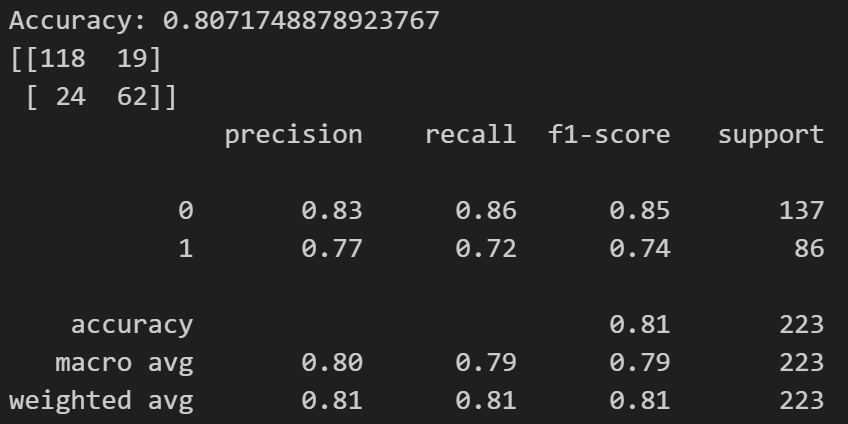 Accuracy: 0.8071748878923767
[[118  19]
 [ 24  62]]
              precision    recall  f1-score   support

           0       0.83      0.86      0.85       137
           1       0.77      0.72      0.74        86

    accuracy                           0.81       223
   macro avg       0.80      0.79      0.79       223
weighted avg       0.81      0.81      0.81       223